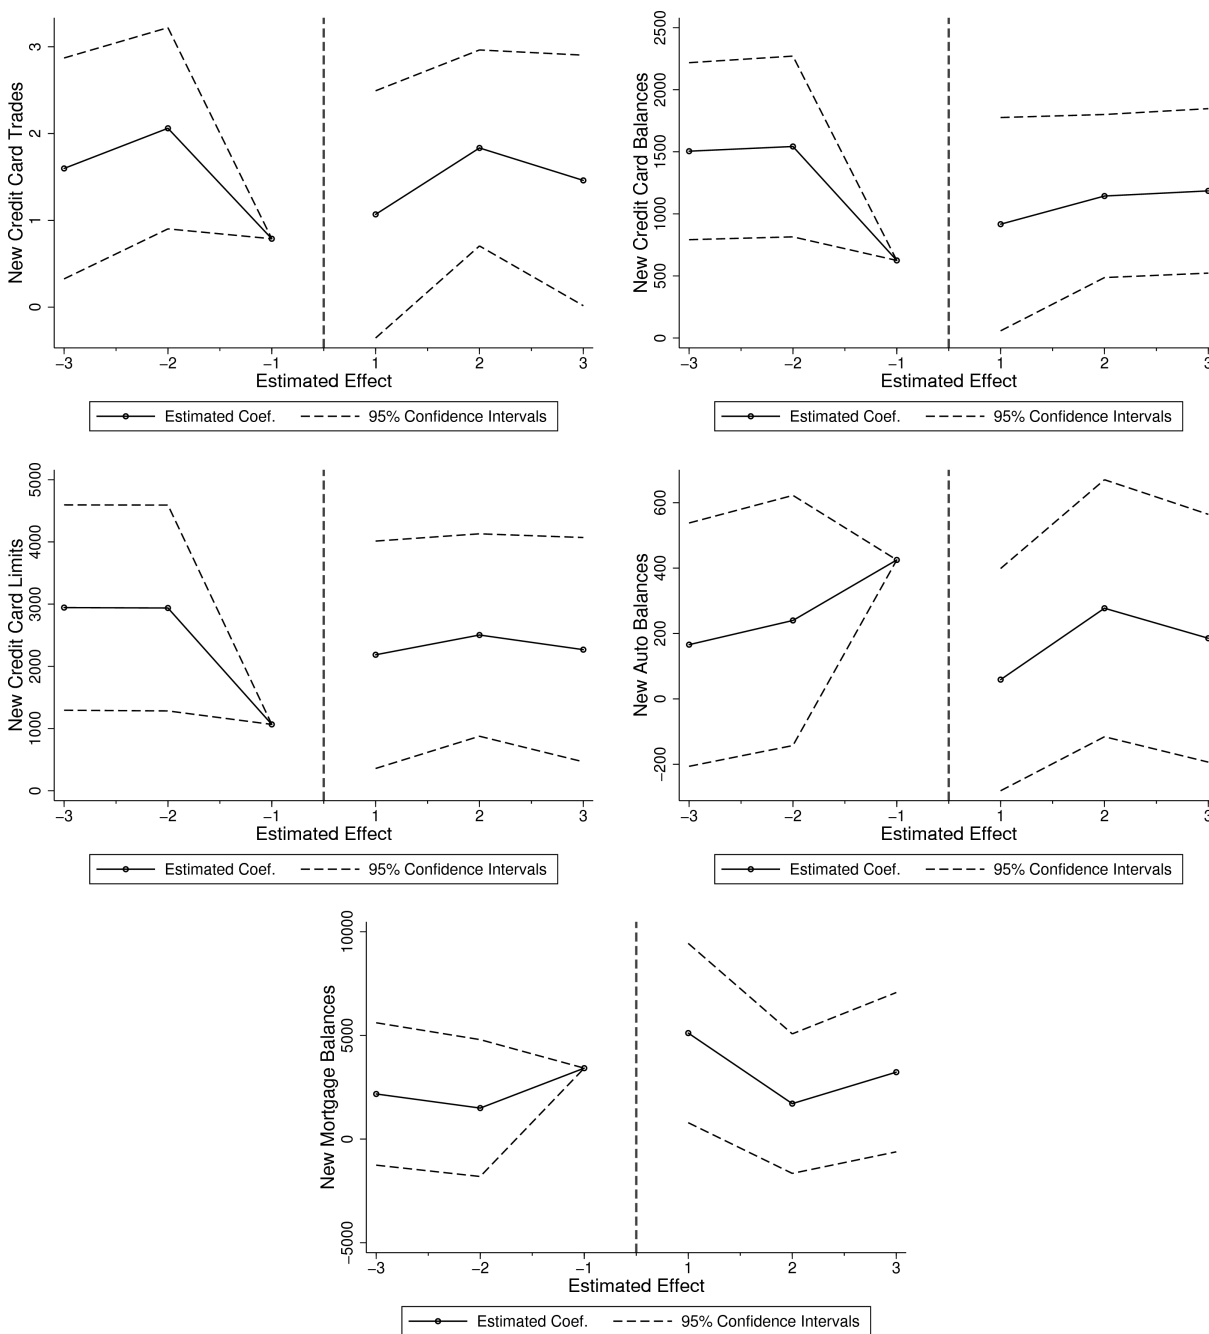 New Credit Card Trades
3
2
1
0
−3 −2 −1 1 2 3
Estimated Effect
Estimated Coef. 95% Confidence Intervals
New Credit Card Balances
2500
2000
1500
1000
500
0
−3 −2 −1 1 2 3
Estimated Effect
Estimated Coef. 95% Confidence Intervals
New Credit Card Limits
5000
4000
3000
2000
1000
0
−3 −2 −1 1 2 3
Estimated Effect
Estimated Coef. 95% Confidence Intervals
New Auto Balances
600
400
200
0
−200
−3 −2 −1 1 2 3
Estimated Effect
Estimated Coef. 95% Confidence Intervals
New Mortgage Balances
10000
5000
0
−5000
−3 −2 −1 1 2 3
Estimated Effect
Estimated Coef. 95% Confidence Intervals